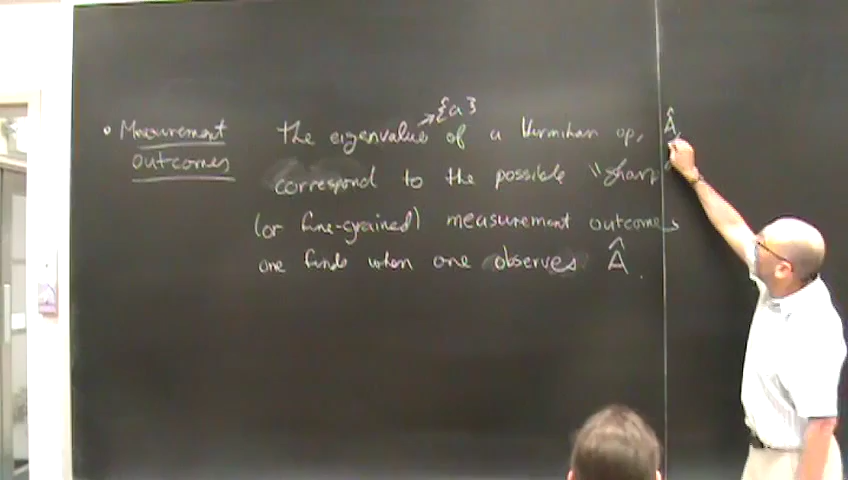 {a}
• Measurement outcomes
the eigenvalues of a Hermitian op, Â,
correspond to the possible "sharp"
(or fine-grained) measurement outcomes
one finds when one observes Â.